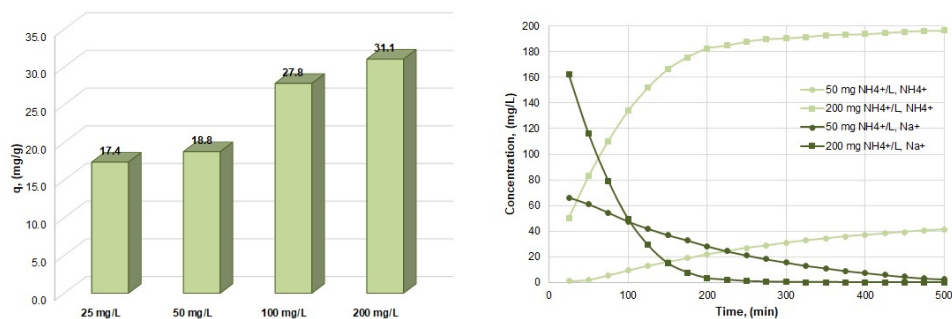 35.0
30.0
25.0
20.0
15.0
10.0
5.0
0.0
q, (mg/g)
17.4
18.8
27.8
31.1
25 mg/L
50 mg/L
100 mg/L
200 mg/L
200
180
160
140
120
100
80
60
40
20
0
Concentration, (mg/L)
50 mg NH4+/L, NH4+
200 mg NH4+/L, NH4+
50 mg NH4+/L, Na+
200 mg NH4+/L, Na+
0
100
200
300
400
500
Time, (min)